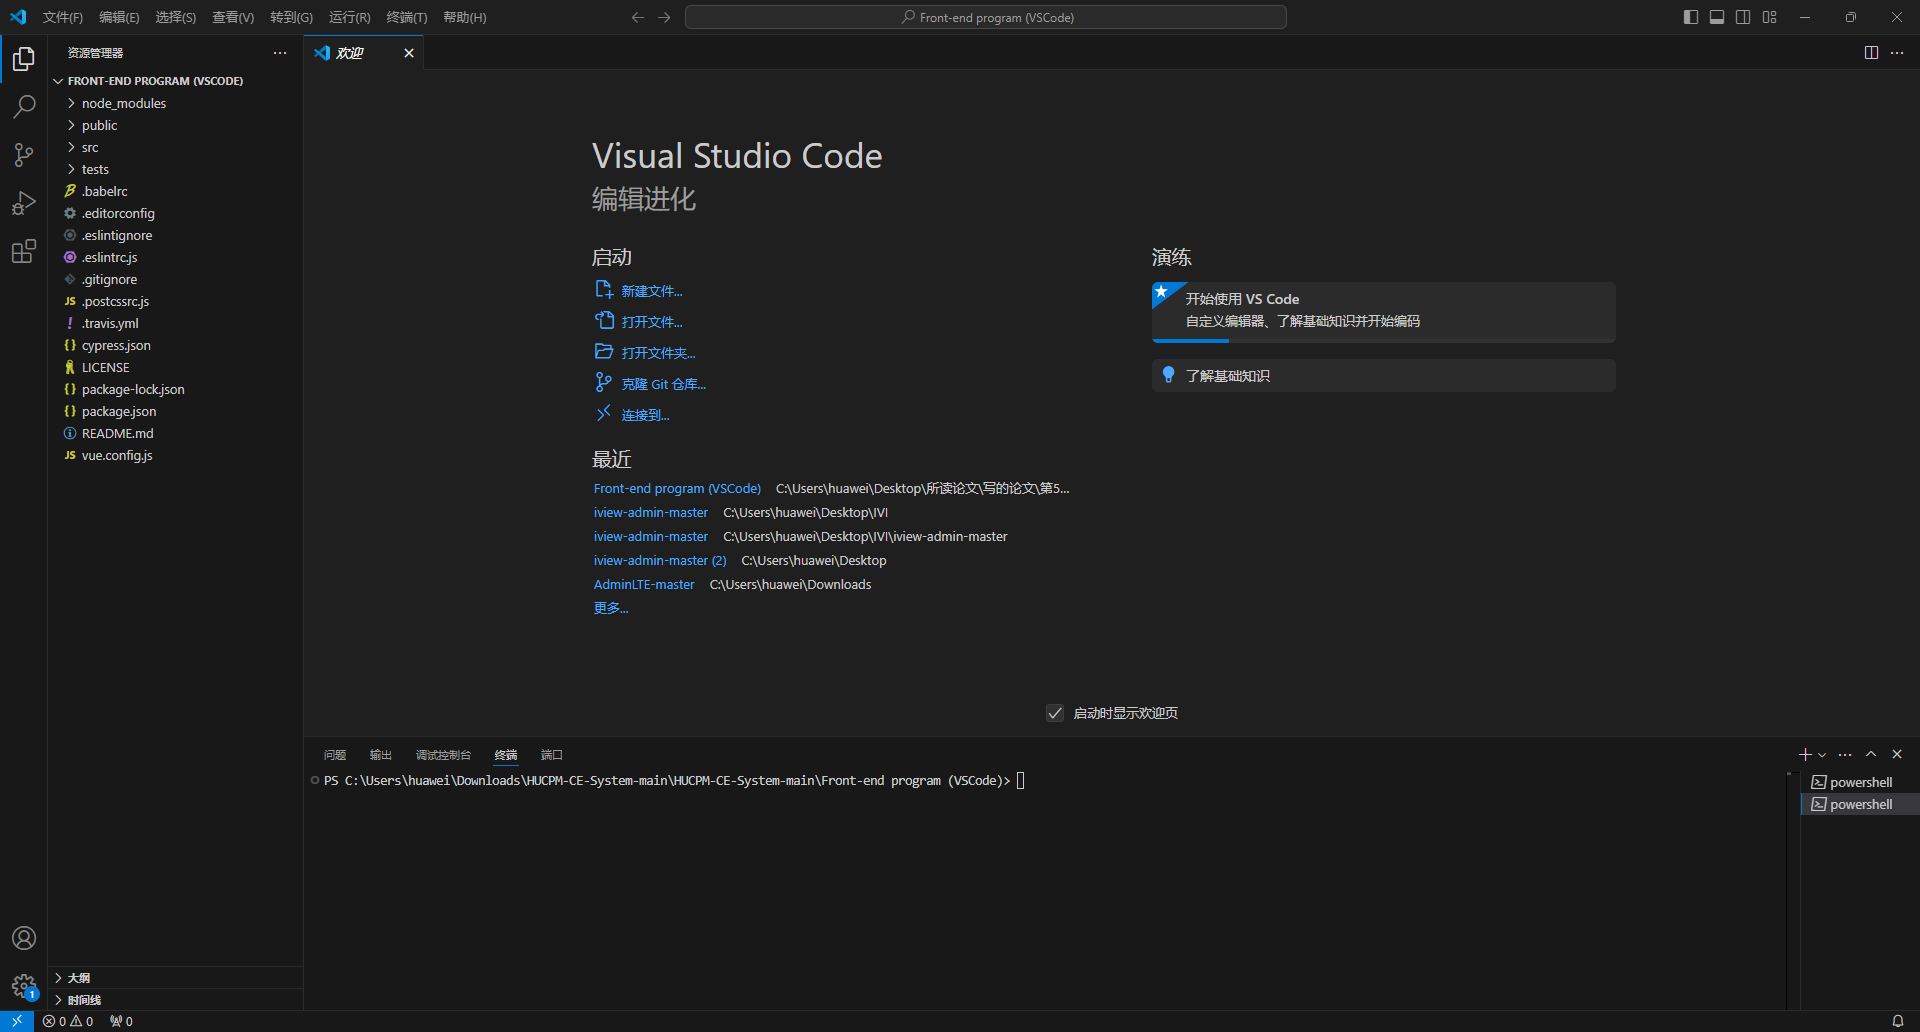 文件(F) 编辑(E) 选择(S) 查看(V) 转到(G) 运行(R) 终端(T) 帮助(H) Front-end program (VSCode)
资源管理器
欢迎
FRONT-END PROGRAM (VSCODE)
node_modules
public
src
tests
.babelrc
.editorconfig
.eslintignore
.eslintrc.js
.gitignore
JS .postcssrc.js
! .travis.yml
{} cypress.json
LICENSE
{} package-lock.json
{} package.json
README.md
JS vue.config.js
大纲
时间线
Visual Studio Code
编辑进化
启动
新建文件...
打开文件...
打开文件夹...
克隆 Git 仓库...
连接到...
最近
Front-end program (VSCode) C:\Users\huawei\Desktop\所读论文\写的论文\第5...
iview-admin-master C:\Users\huawei\Desktop\IVI
iview-admin-master C:\Users\huawei\Desktop\IVI\iview-admin-master
iview-admin-master (2) C:\Users\huawei\Desktop
AdminLTE-master C:\Users\huawei\Downloads
更多...
演练
开始使用 VS Code
自定义编辑器、了解基础知识并开始编码
了解基础知识
启动时显示欢迎页
问题 输出 调试控制台 终端 端口
PS C:\Users\huawei\Downloads\HUCPM-CE-System-main\HUCPM-CE-System-main\Front-end program (VSCode)>
powershell
powershell
1
0 0 0